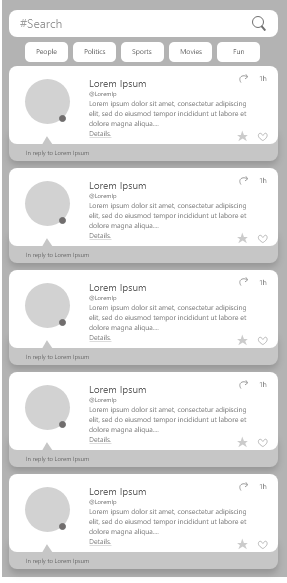 #Search
People Politics Sports Movies Fun
1h
Lorem Ipsum
@Loremip
Lorem ipsum dolor sit amet, consectetur adipiscing
elit, sed do eiusmod tempor incididunt ut labore et
dolore magna aliqua...
Details.
In reply to Lorem Ipsum
1h
Lorem Ipsum
@Loremip
Lorem ipsum dolor sit amet, consectetur adipiscing
elit, sed do eiusmod tempor incididunt ut labore et
dolore magna aliqua...
Details.
In reply to Lorem Ipsum
1h
Lorem Ipsum
@Loremip
Lorem ipsum dolor sit amet, consectetur adipiscing
elit, sed do eiusmod tempor incididunt ut labore et
dolore magna aliqua...
Details.
In reply to Lorem Ipsum
1h
Lorem Ipsum
@Loremip
Lorem ipsum dolor sit amet, consectetur adipiscing
elit, sed do eiusmod tempor incididunt ut labore et
dolore magna aliqua...
Details.
In reply to Lorem Ipsum
1h
Lorem Ipsum
@Loremip
Lorem ipsum dolor sit amet, consectetur adipiscing
elit, sed do eiusmod tempor incididunt ut labore et
dolore magna aliqua...
Details.
In reply to Lorem Ipsum